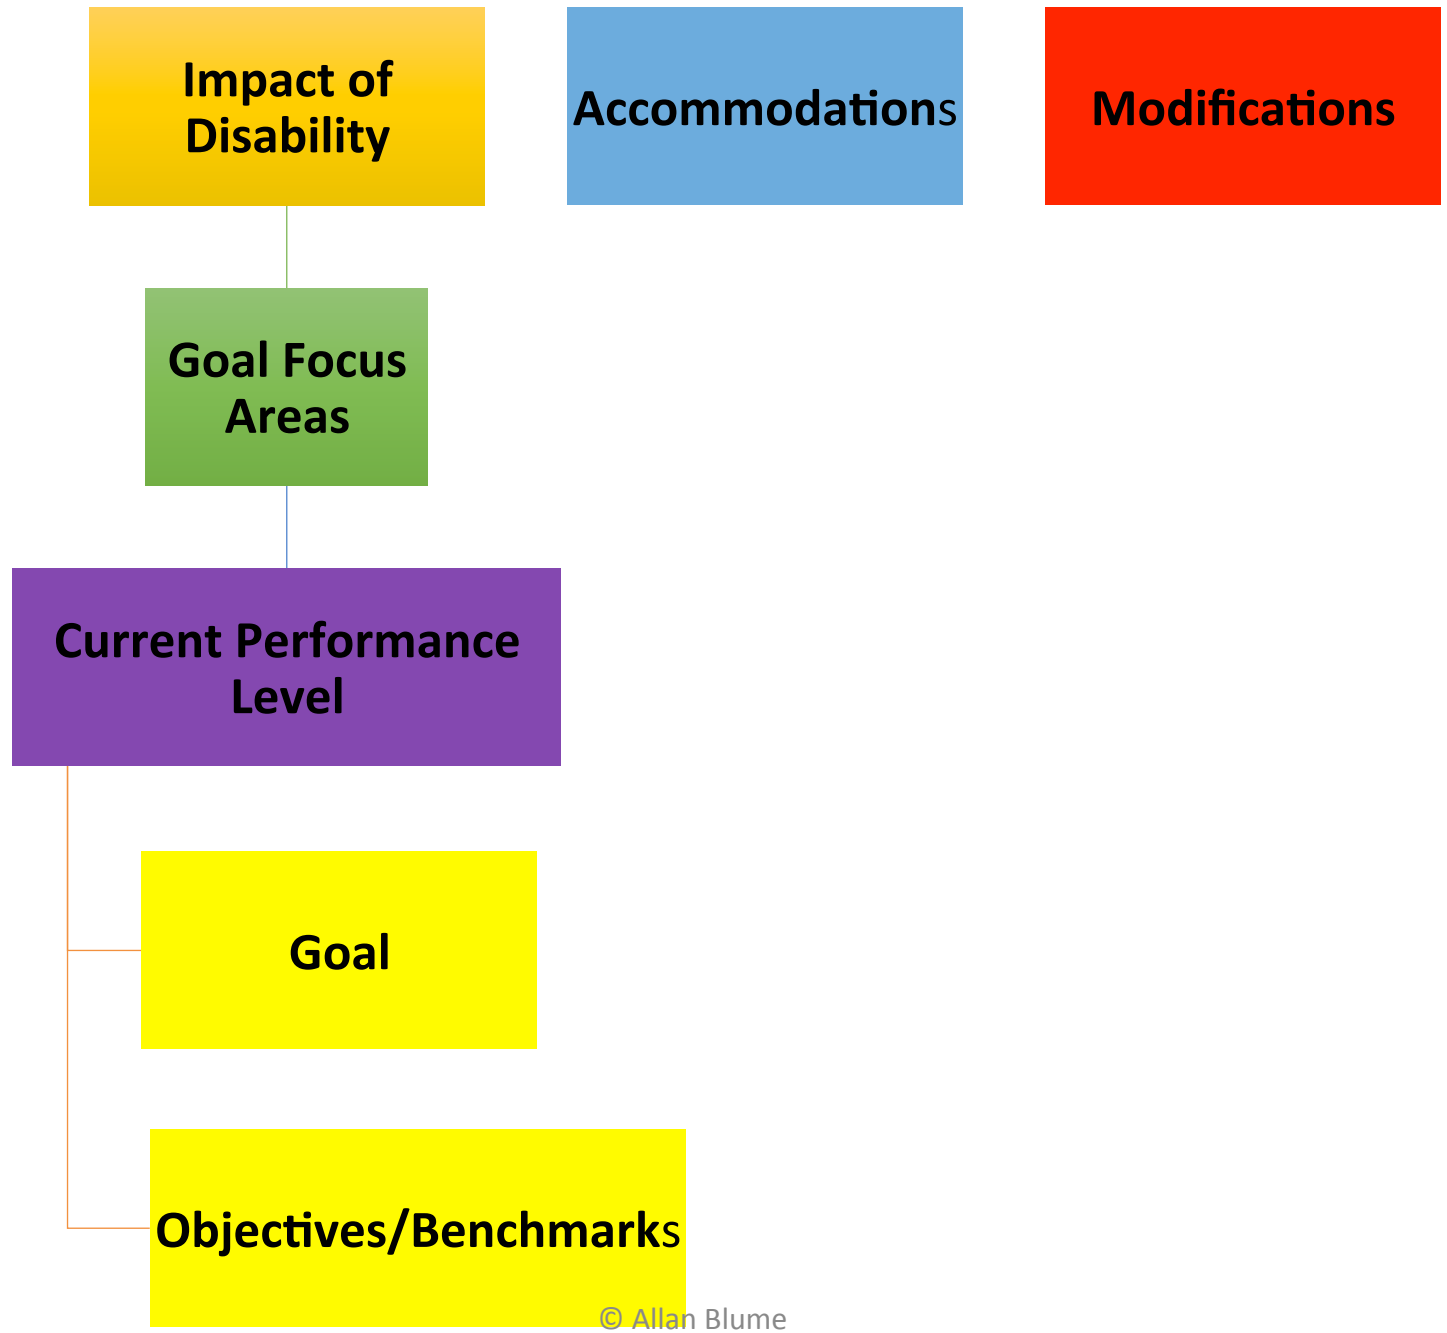 Impact of
Disability
Accommodations
Modifications
Goal Focus
Areas
Current Performance
Level
Goal
Objectives/Benchmarks
© Allan Blume